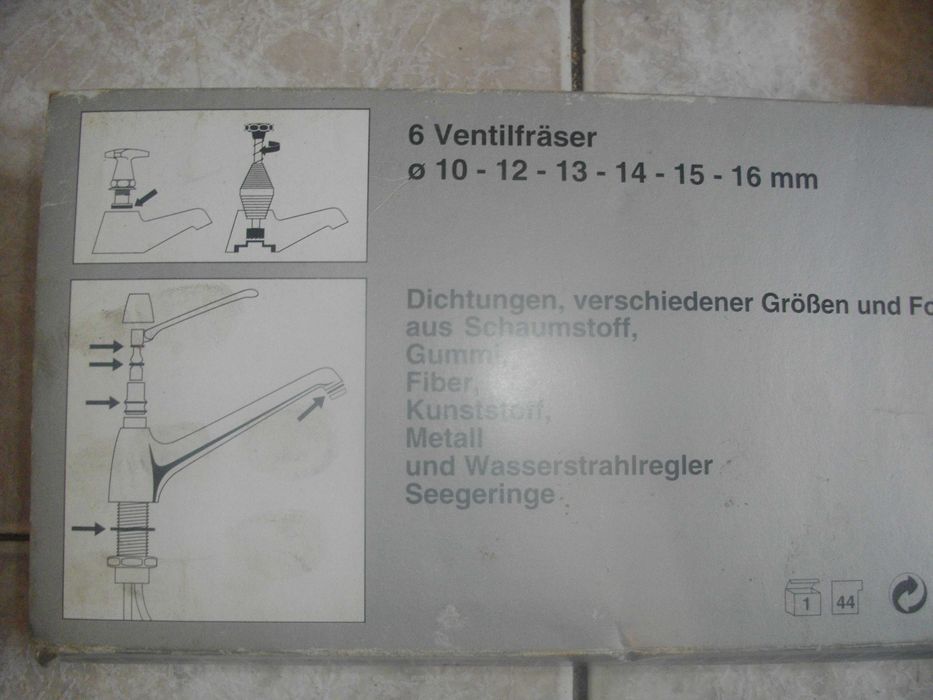 6 Ventilfräser
ø 10 - 12 - 13 - 14 - 15 - 16 mm
Dichtungen, verschiedener Größen und Fo
aus Schaumstoff,
Gummi,
Fiber,
Kunststoff,
Metall
und Wasserstrahlregler
Seegeringe
1
44